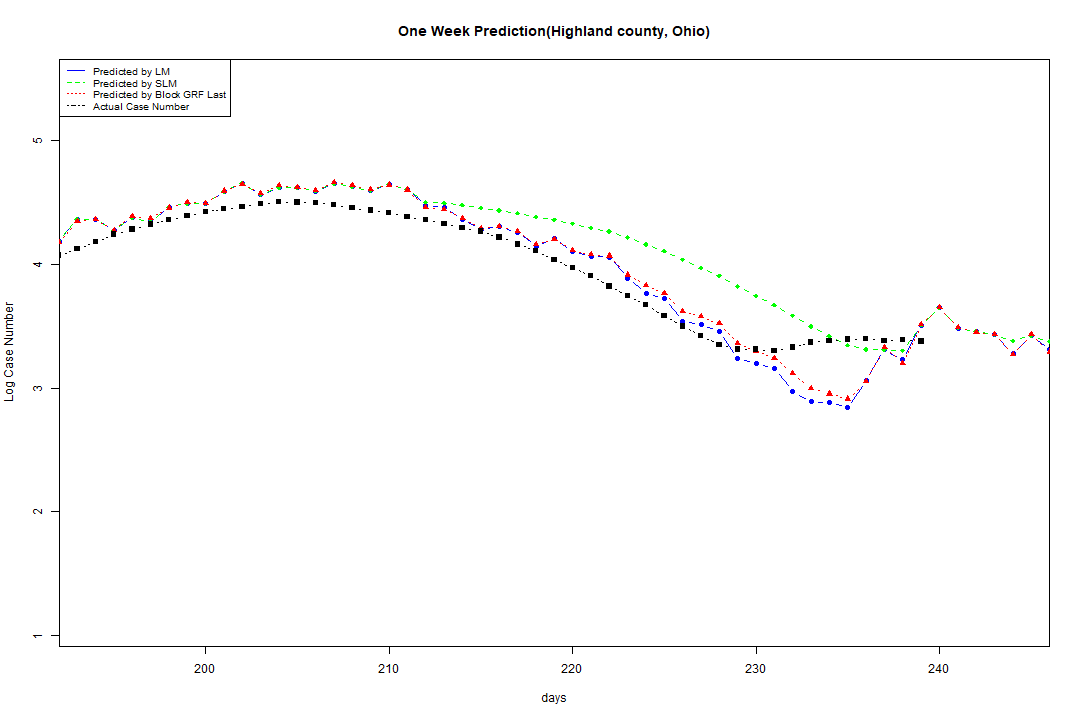 One Week Prediction(Highland county, Ohio)
Predicted by LM
Predicted by SLM
Predicted by Block GRF Last
Actual Case Number
5
4
3
2
1
Log Case Number
200 210 220 230 240
days